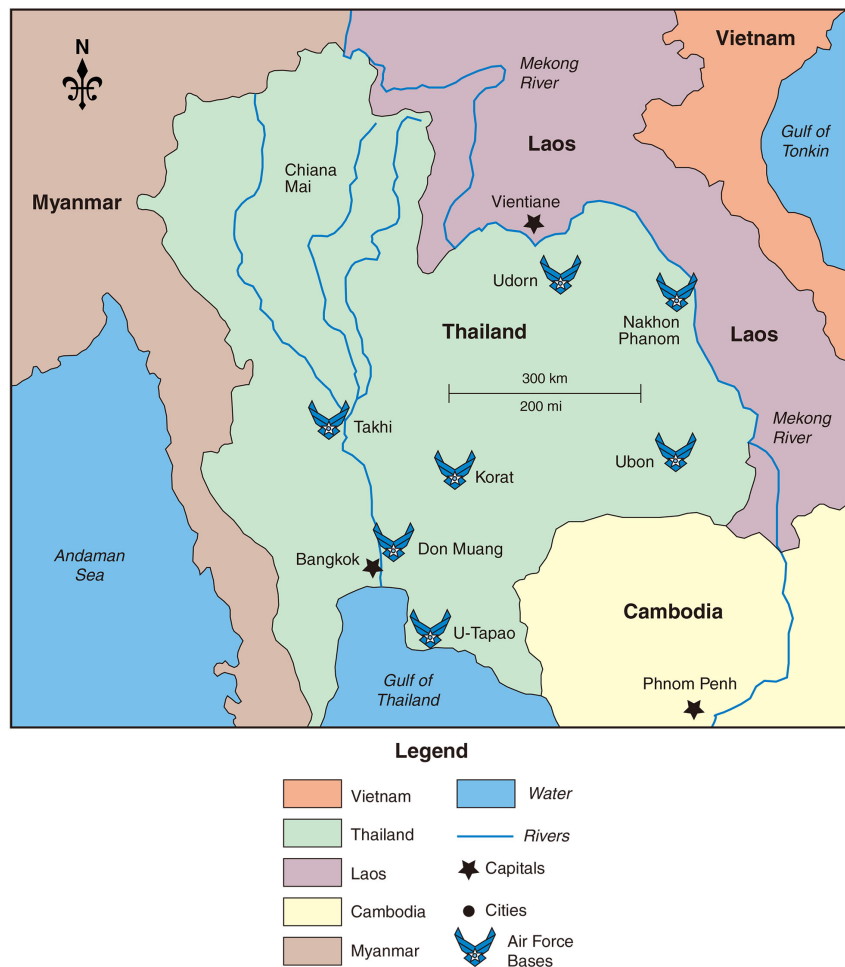 N
Vietnam
Mekong
River
Gulf of
Tonkin
Laos
Chiana
Mai
Myanmar
Vientiane
Udorn
Nakhon
Phanom
Thailand
Laos
300 km
200 mi
Takhi
Mekong
River
Korat
Ubon
Andaman
Sea
Bangkok
Don Muang
Cambodia
U-Tapao
Gulf of
Thailand
Phnom Penh
Legend
Vietnam
Water
Thailand
Rivers
Laos
Capitals
Cambodia
Cities
Myanmar
Air Force
Bases